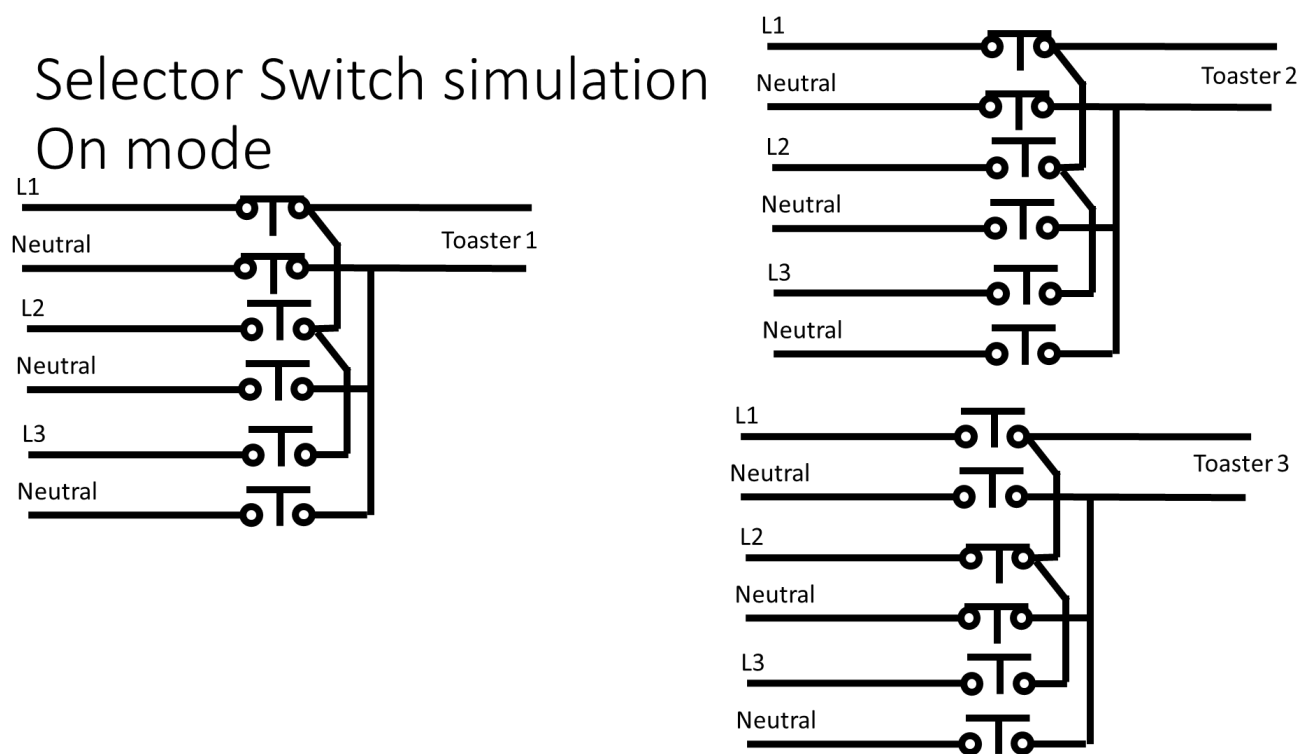 Selector Switch simulation
On mode
L1
Neutral
Toaster 1
L2
Neutral
L3
Neutral
L1
Neutral
Toaster 2
L2
Neutral
L3
Neutral
L1
Neutral
Toaster 3
L2
Neutral
L3
Neutral